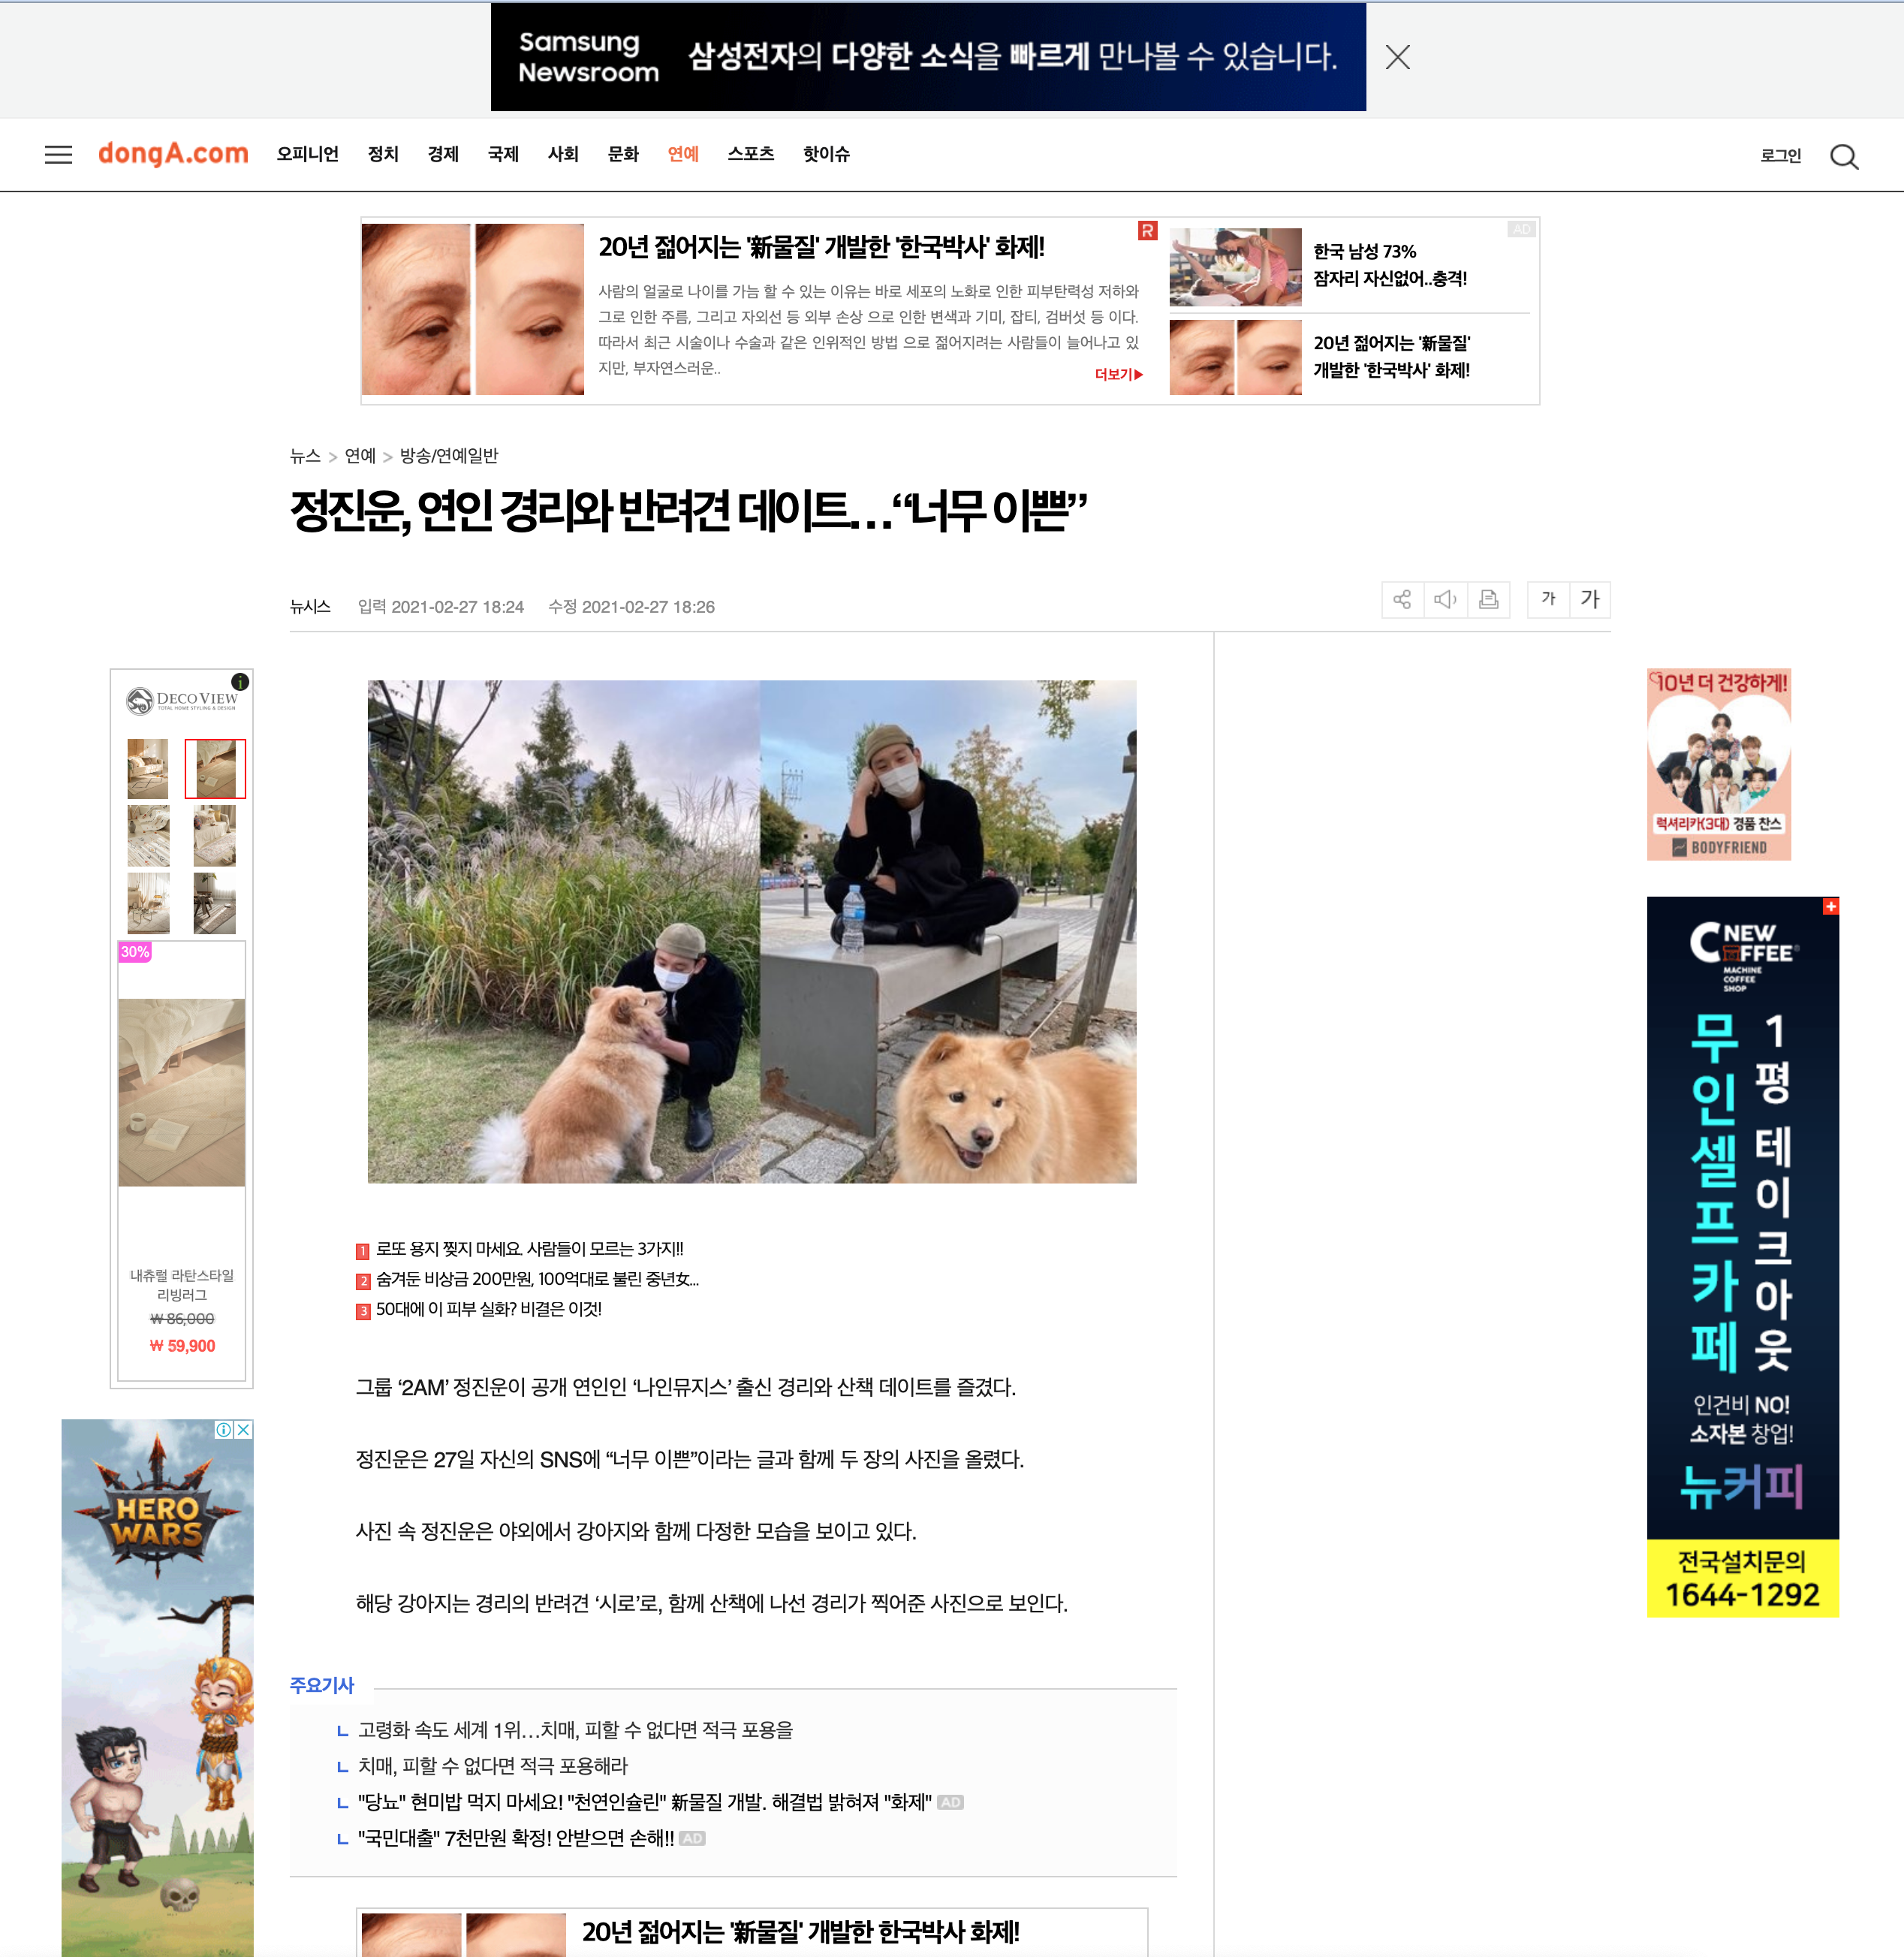 Samsung
Newsroom
삼성전자의 다양한 소식을 빠르게 만나볼 수 있습니다.
dongA.com 오피니언 정치 경제 국제 사회 문화 연예 스포츠 핫이슈 로그인
20년 젊어지는 '新물질' 개발한 '한국박사' 화제!
R
사람의 얼굴로 나이를 가늠 할 수 있는 이유는 바로 세포의 노화로 인한 피부탄력성 저하와
그로 인한 주름, 그리고 자외선 등 외부 손상 으로 인한 변색과 기미, 잡티, 검버섯 등 이다.
따라서 최근 시술이나 수술과 같은 인위적인 방법 으로 젊어지려는 사람들이 늘어나고 있
지만, 부자연스러운..
더보기▶
AD
한국 남성 73%
잠자리 자신없어..충격!
20년 젊어지는 '新물질'
개발한 '한국박사' 화제!
뉴스 > 연예 > 방송/연예일반
정진운, 연인 경리와 반려견 데이트…“너무 이쁜”
뉴시스 입력 2021-02-27 18:24 수정 2021-02-27 18:26
가 가
DECO VIEW
TOTAL HOME STYLING & DESIGN
30%
내츄럴 라탄스타일
리빙러그
₩ 86,000
₩ 59,900
HERO
WARS
1 로또 용지 찢지 마세요. 사람들이 모르는 3가지!!
2 숨겨둔 비상금 200만원, 100억대로 불린 중년女...
3 50대에 이 피부 실화? 비결은 이것!
그룹 ‘2AM’ 정진운이 공개 연인인 ‘나인뮤지스’ 출신 경리와 산책 데이트를 즐겼다.
정진운은 27일 자신의 SNS에 “너무 이쁜”이라는 글과 함께 두 장의 사진을 올렸다.
사진 속 정진운은 야외에서 강아지와 함께 다정한 모습을 보이고 있다.
해당 강아지는 경리의 반려견 ‘시로’로, 함께 산책에 나선 경리가 찍어준 사진으로 보인다.
주요기사
고령화 속도 세계 1위…치매, 피할 수 없다면 적극 포용을
치매, 피할 수 없다면 적극 포용해라
"당뇨" 현미밥 먹지 마세요! "천연인슐린" 新물질 개발. 해결법 밝혀져 "화제" AD
"국민대출" 7천만원 확정! 안받으면 손해!! AD
20년 젊어지는 '新물질' 개발한 한국박사 화제!
10년 더 건강하게!
럭셔리카(3대) 경품 찬스
BODYFRIEND
NEW
COFFEE
MACHINE
COFFEE
SHOP
1평 테이크아웃
무인셀프카페
인건비 NO!
소자본 창업!
뉴커피
전국설치문의
1644-1292